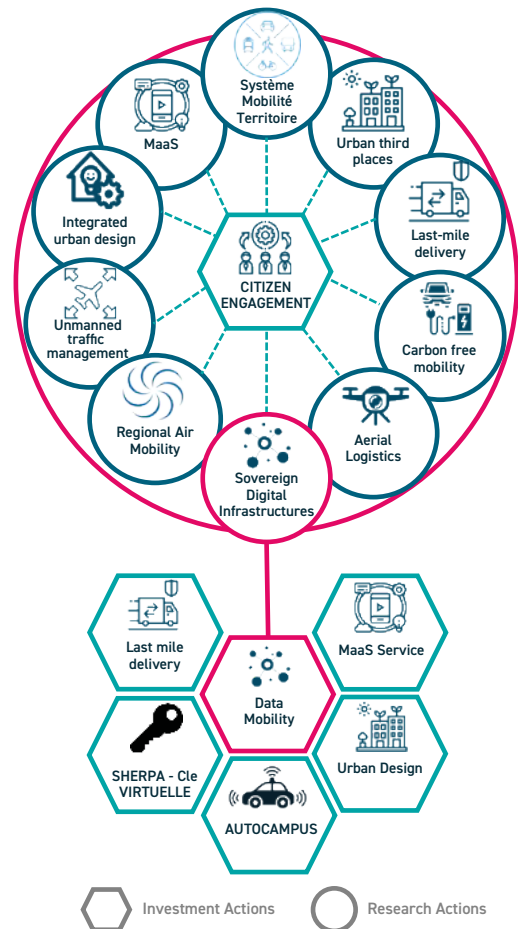 Système
Mobilité
Territoire
MaaS
Urban third
places
Integrated
urban design
Last-mile
delivery
CITIZEN
ENGAGEMENT
Unmanned
traffic
management
Carbon free
mobility
Regional Air
Mobility
Aerial
Logistics
Sovereign
Digital
Infrastructures
Last mile
delivery
MaaS Service
Data
Mobility
SHERPA - Cle
VIRTUELLE
Urban Design
AUTOCAMPUS
Investment Actions
Research Actions